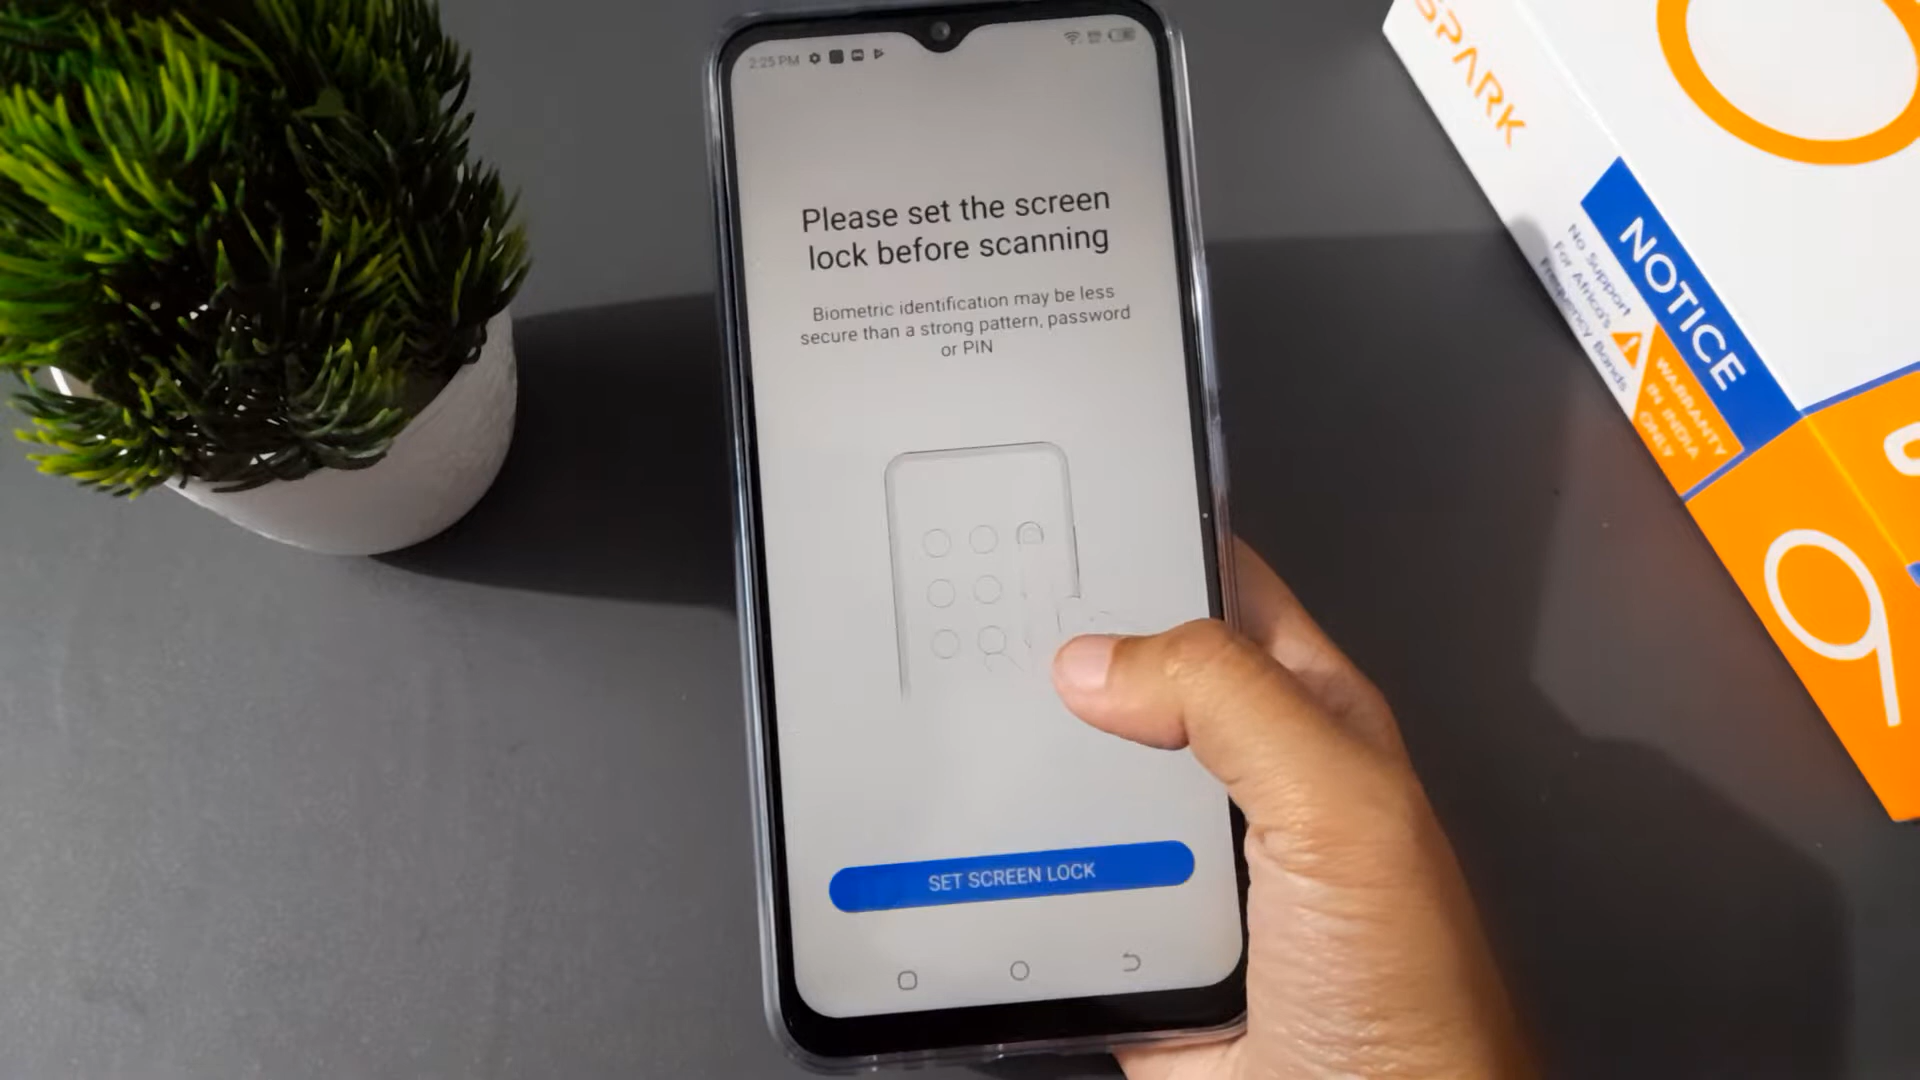 2:25 PM
Please set the screen
lock before scanning
Biometric identification may be less
secure than a strong pattern, password
or PIN
SET SCREEN LOCK
SPARK
NOTICE
No Support
For Africa's
Frequency Bands
WARRANTY
IN INDIA
ONLY
9